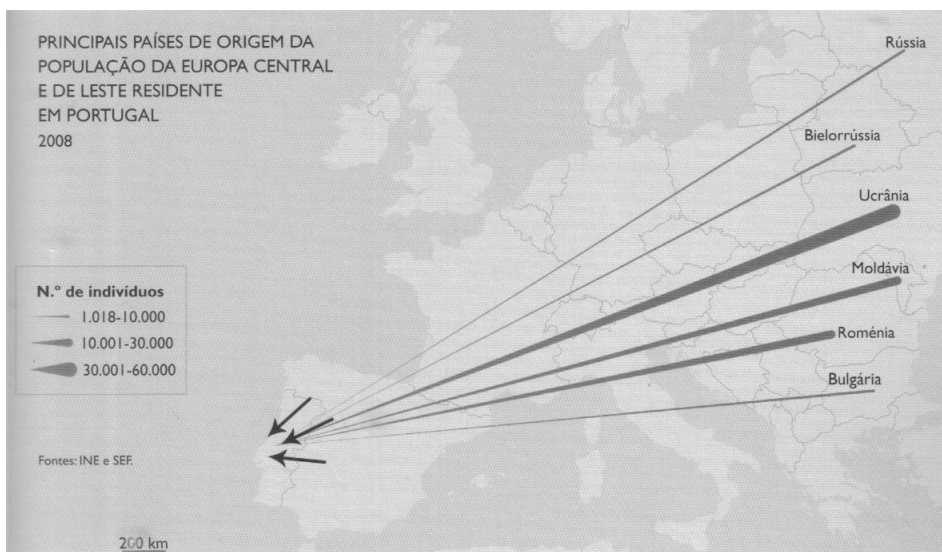 PRINCIPAIS PAÍSES DE ORIGEM DA
POPULAÇÃO DA EUROPA CENTRAL
E DE LESTE RESIDENTE
EM PORTUGAL
2008
Rússia
Bielorrússia
Ucrânia
Moldávia
Roménia
Bulgária
N.º de indivíduos
1.018-10.000
10.001-30.000
30.001-60.000
Fontes: INE e SEF.
200 km